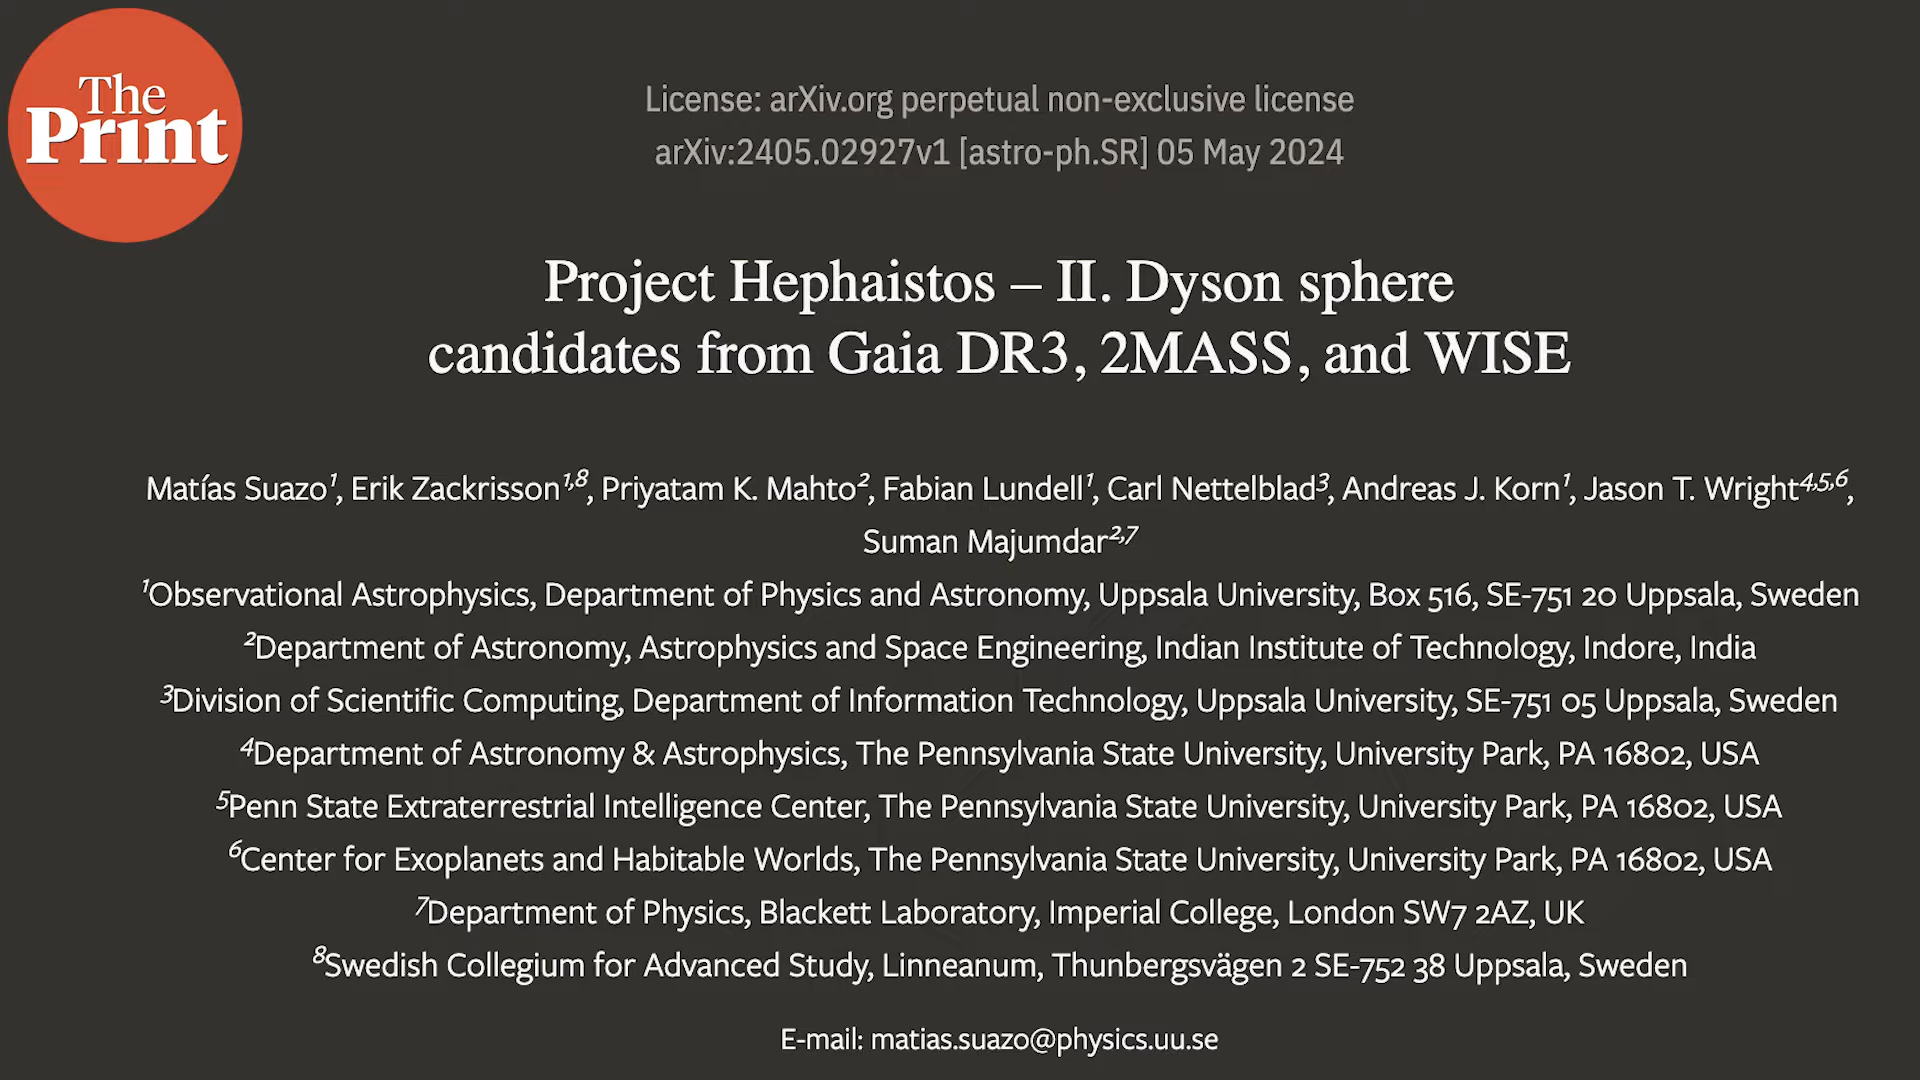 The
Print
License: arXiv.org perpetual non-exclusive license
arXiv:2405.02927v1 [astro-ph.SR] 05 May 2024
Project Hephaistos – II. Dyson sphere
candidates from Gaia DR3, 2MASS, and WISE
Matías Suazo¹, Erik Zackrisson¹,⁸, Priyatam K. Mahto², Fabian Lundell¹, Carl Nettelblad³, Andreas J. Korn¹, Jason T. Wright⁴,⁵,⁶,
Suman Majumdar²,⁷
¹Observational Astrophysics, Department of Physics and Astronomy, Uppsala University, Box 516, SE-751 20 Uppsala, Sweden
²Department of Astronomy, Astrophysics and Space Engineering, Indian Institute of Technology, Indore, India
³Division of Scientific Computing, Department of Information Technology, Uppsala University, SE-751 05 Uppsala, Sweden
⁴Department of Astronomy & Astrophysics, The Pennsylvania State University, University Park, PA 16802, USA
⁵Penn State Extraterrestrial Intelligence Center, The Pennsylvania State University, University Park, PA 16802, USA
⁶Center for Exoplanets and Habitable Worlds, The Pennsylvania State University, University Park, PA 16802, USA
⁷Department of Physics, Blackett Laboratory, Imperial College, London SW7 2AZ, UK
⁸Swedish Collegium for Advanced Study, Linneanum, Thunbergsvägen 2 SE-752 38 Uppsala, Sweden
E-mail: matias.suazo@physics.uu.se